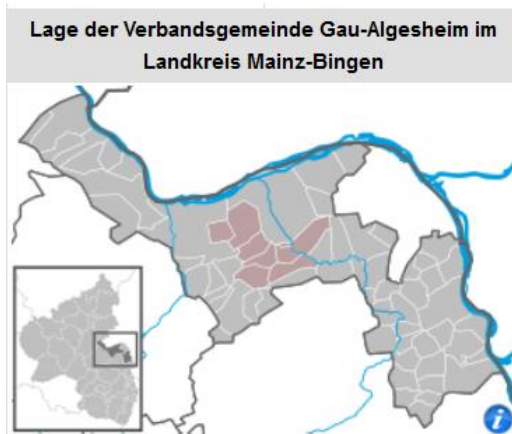 Lage der Verbandsgemeinde Gau-Algesheim im
Landkreis Mainz-Bingen
i